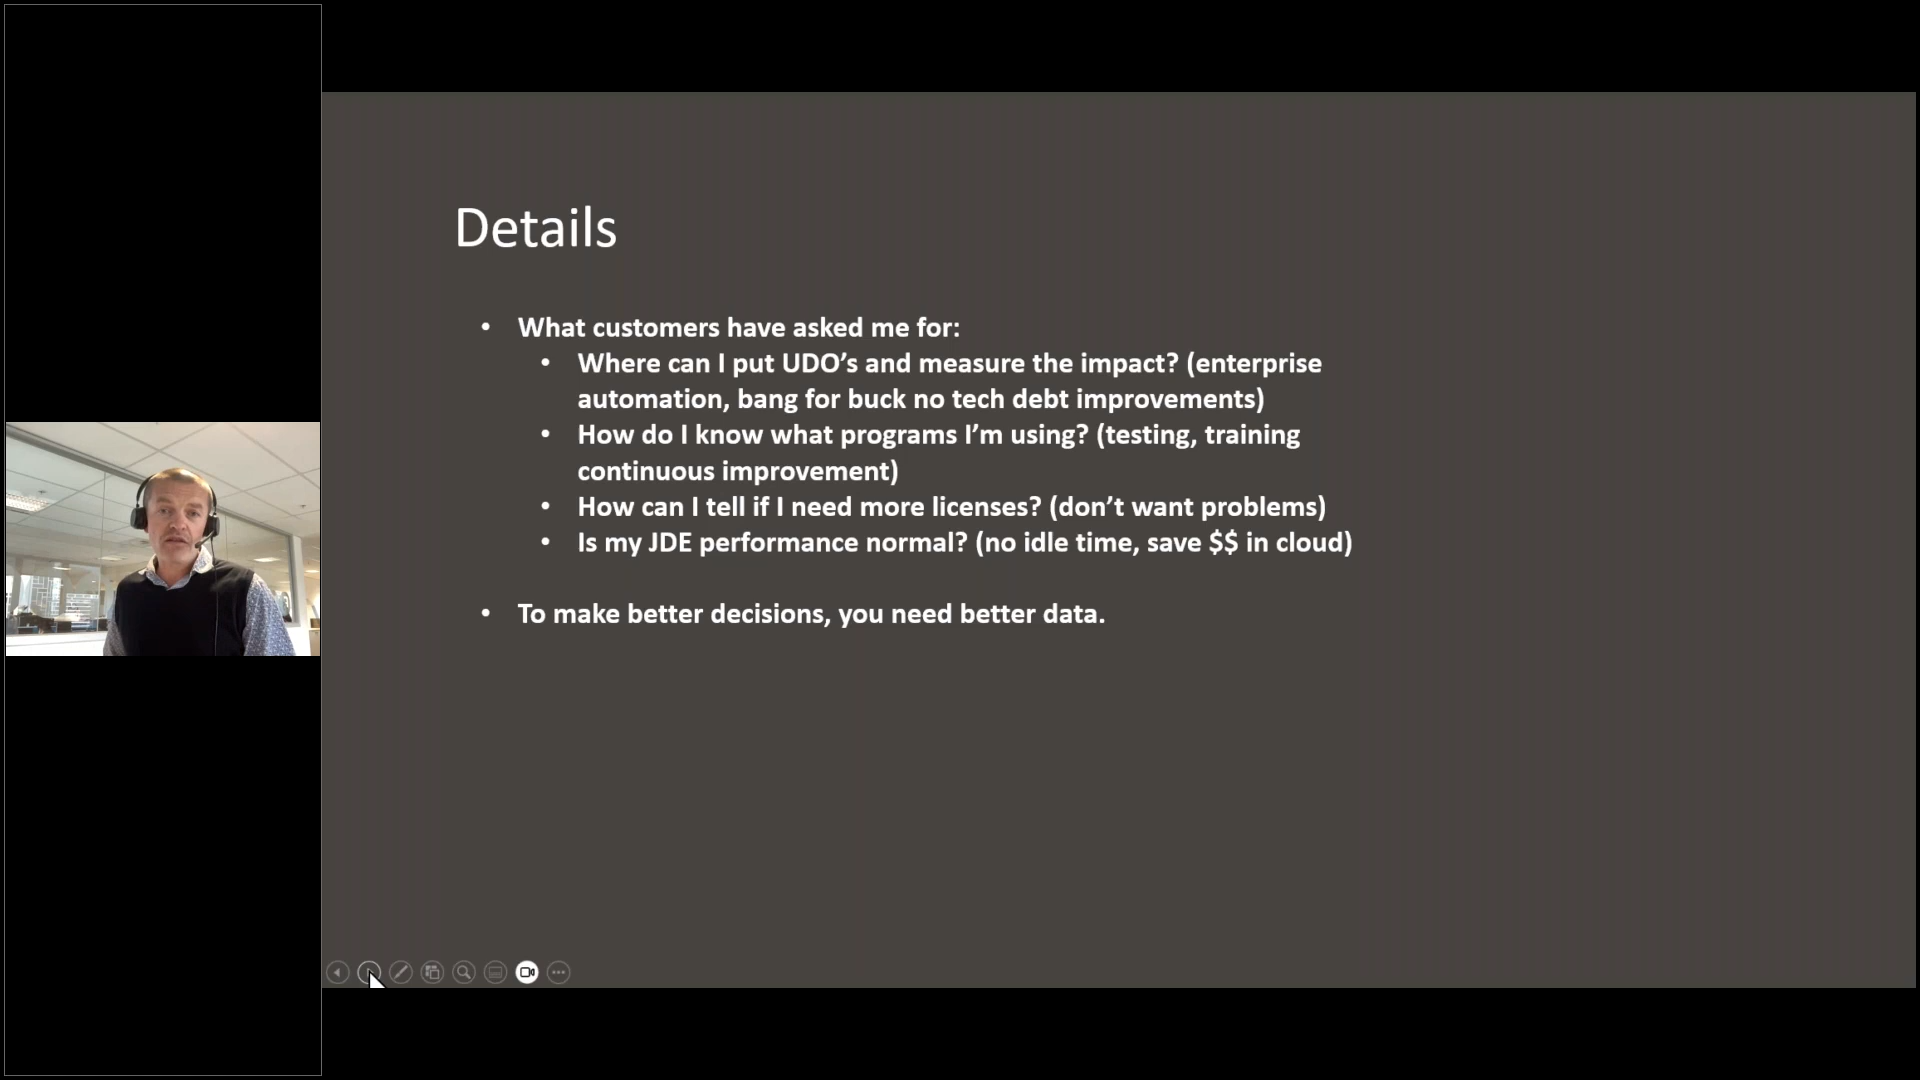 Details
• What customers have asked me for:
• Where can I put UDO’s and measure the impact? (enterprise
automation, bang for buck no tech debt improvements)
• How do I know what programs I’m using? (testing, training
continuous improvement)
• How can I tell if I need more licenses? (don’t want problems)
• Is my JDE performance normal? (no idle time, save $$ in cloud)
• To make better decisions, you need better data.